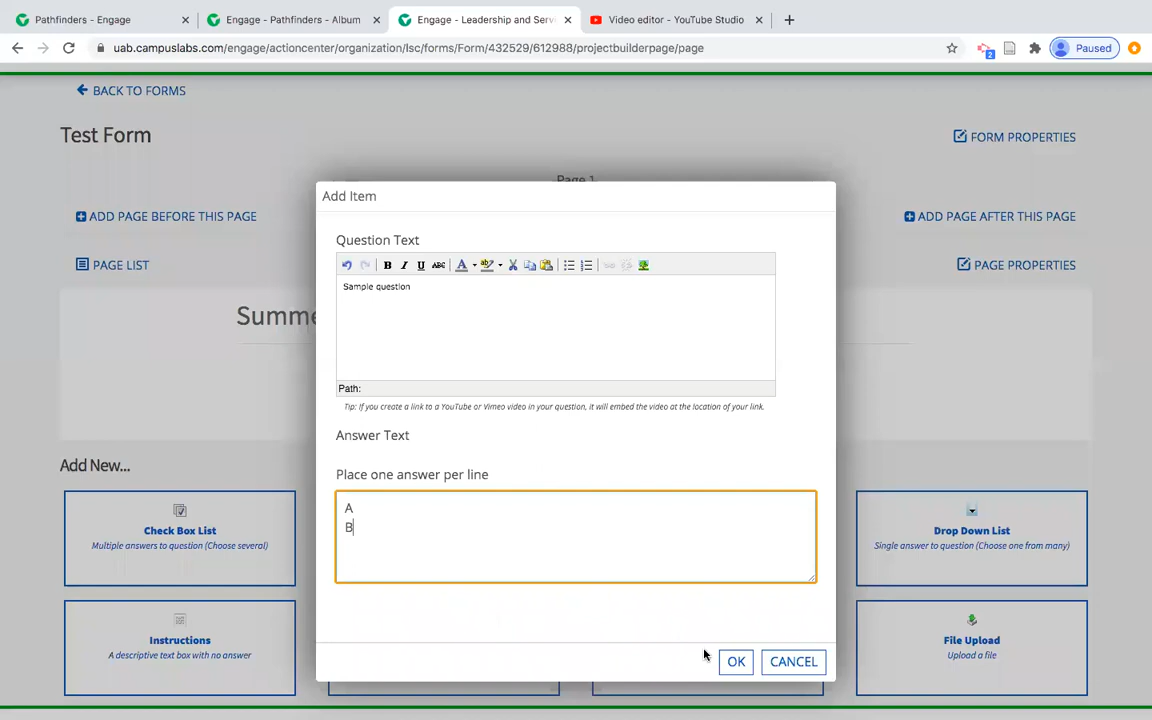 Pathfinders - Engage
Engage - Pathfinders - Album
Engage - Leadership and Serv
Video editor - YouTube Studio
uab.campuslabs.com/engage/actioncenter/organization/lsc/forms/Form/432529/612988/projectbuilderpage/page
2
Paused
BACK TO FORMS
Test Form
FORM PROPERTIES
Page 1
ADD PAGE BEFORE THIS PAGE
ADD PAGE AFTER THIS PAGE
PAGE LIST
PAGE PROPERTIES
Summe
Add Item
Question Text
B I U ABC A ab
Sample question
Path:
Tip: If you create a link to a YouTube or Vimeo video in your question, it will embed the video at the location of your link.
Answer Text
Place one answer per line
A
B
OK
CANCEL
Add New...
Check Box List
Multiple answers to question (Choose several)
Drop Down List
Single answer to question (Choose one from many)
Instructions
A descriptive text box with no answer
File Upload
Upload a file